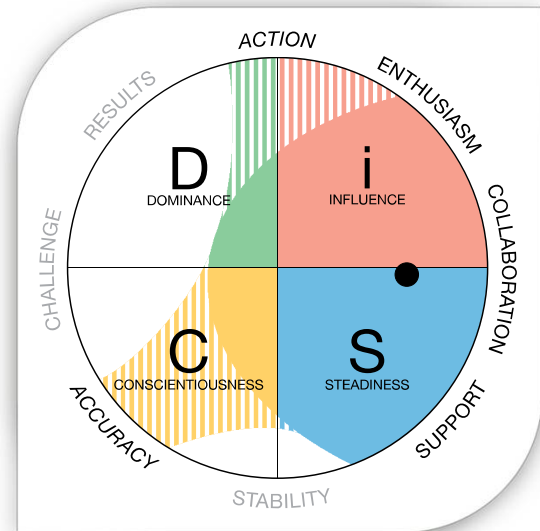 ACTION
ENTHUSIASM
RESULTS
D
DOMINANCE
i
INFLUENCE
CHALLENGE
COLLABORATION
C
CONSCIENTIOUSNESS
S
STEADINESS
ACCURACY
SUPPORT
STABILITY